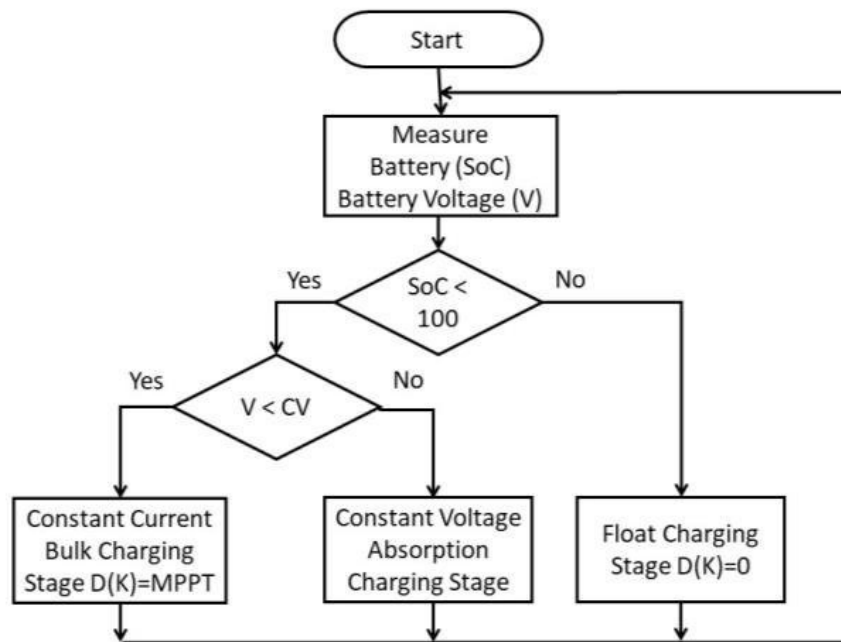 Start
Measure
Battery (SoC)
Battery Voltage (V)
Yes
SoC <
100
No
Yes
V < CV
No
Constant Current
Bulk Charging
Stage D(K)=MPPT
Constant Voltage
Absorption
Charging Stage
Float Charging
Stage D(K)=0